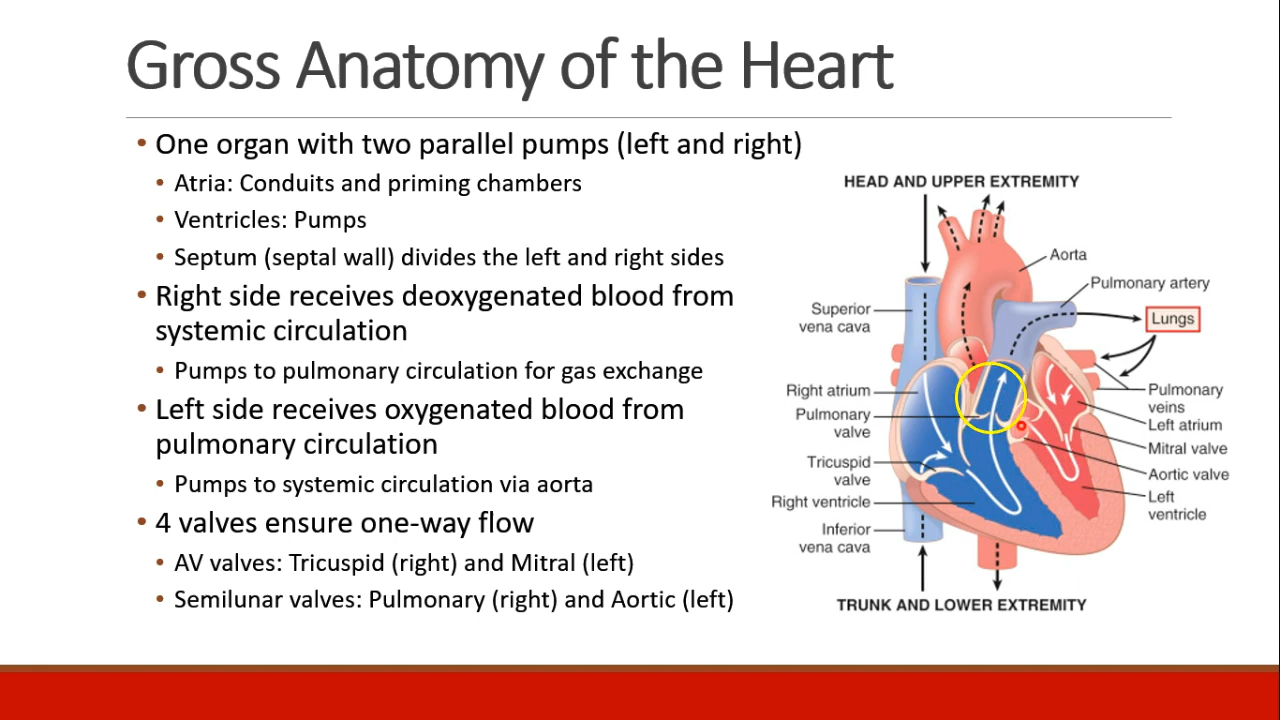 Gross Anatomy of the Heart
• One organ with two parallel pumps (left and right)
• Atria: Conduits and priming chambers
• Ventricles: Pumps
• Septum (septal wall) divides the left and right sides
• Right side receives deoxygenated blood from
systemic circulation
• Pumps to pulmonary circulation for gas exchange
• Left side receives oxygenated blood from
pulmonary circulation
• Pumps to systemic circulation via aorta
• 4 valves ensure one-way flow
• AV valves: Tricuspid (right) and Mitral (left)
• Semilunar valves: Pulmonary (right) and Aortic (left)
HEAD AND UPPER EXTREMITY
Aorta
Pulmonary artery
Superior
vena cava
Lungs
Right atrium
Pulmonary
valve
Tricuspid
valve
Right ventricle
Inferior
vena cava
Pulmonary
veins
Left atrium
Mitral valve
Aortic valve
Left
ventricle
TRUNK AND LOWER EXTREMITY